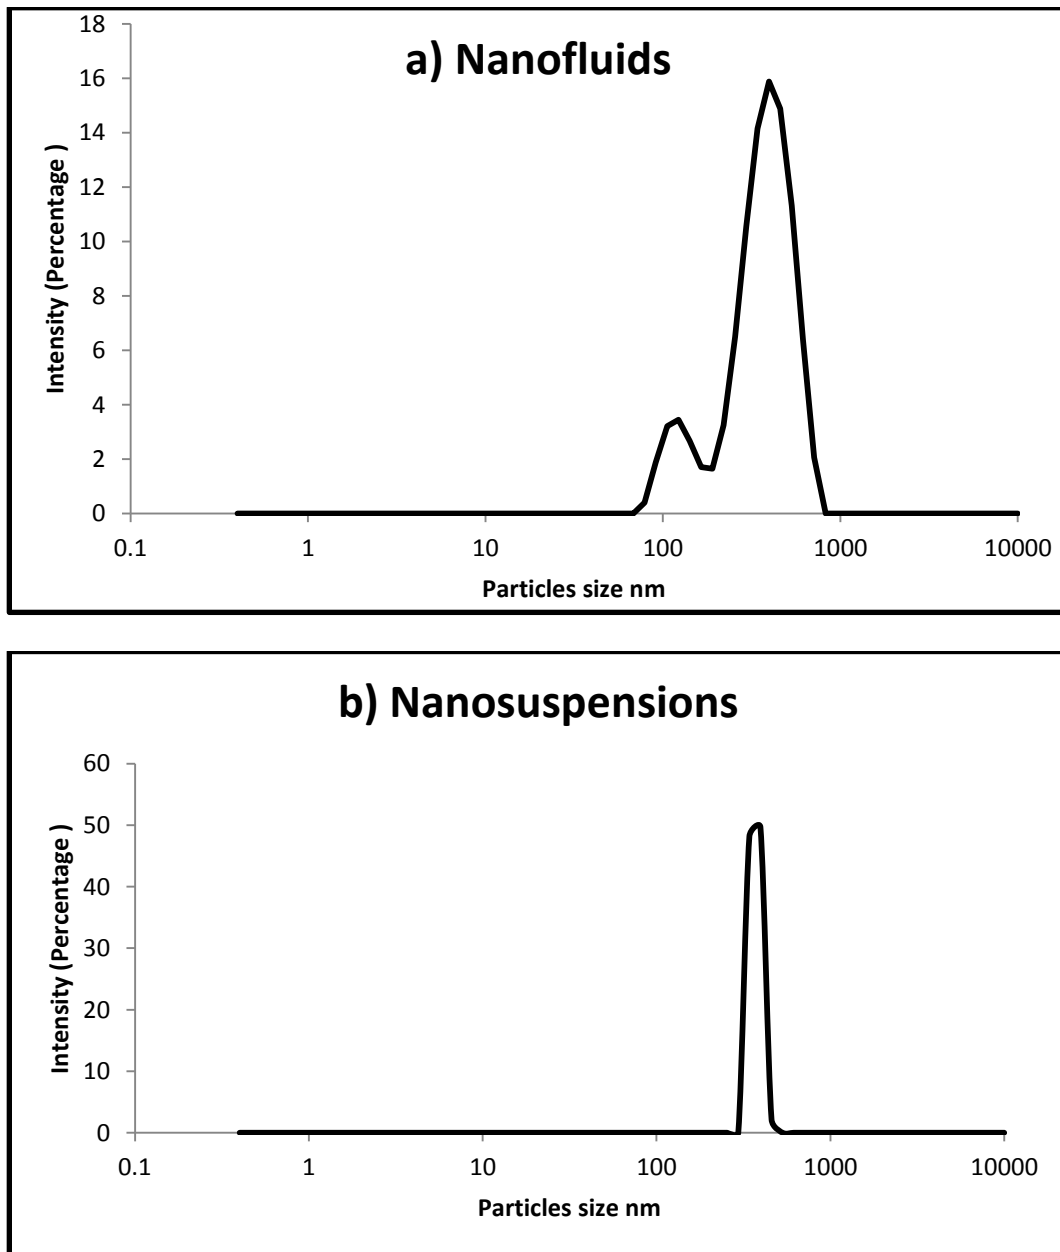 a) Nanofluids
18
16
14
12
10
8
6
4
2
0
Intensity (Percentage )
0.1 1 10 100 1000 10000
Particles size nm
b) Nanosuspensions
60
50
40
30
20
10
0
Intensity (Percentage )
0.1 1 10 100 1000 10000
Particles size nm